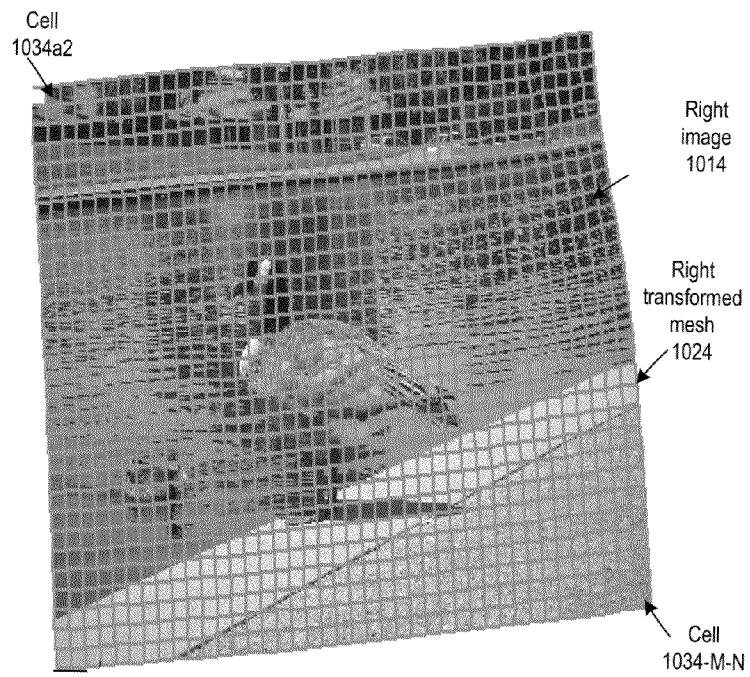 Cell
1034a2
Right
image
1014
Right
transformed
mesh
1024
Cell
1034-M-N